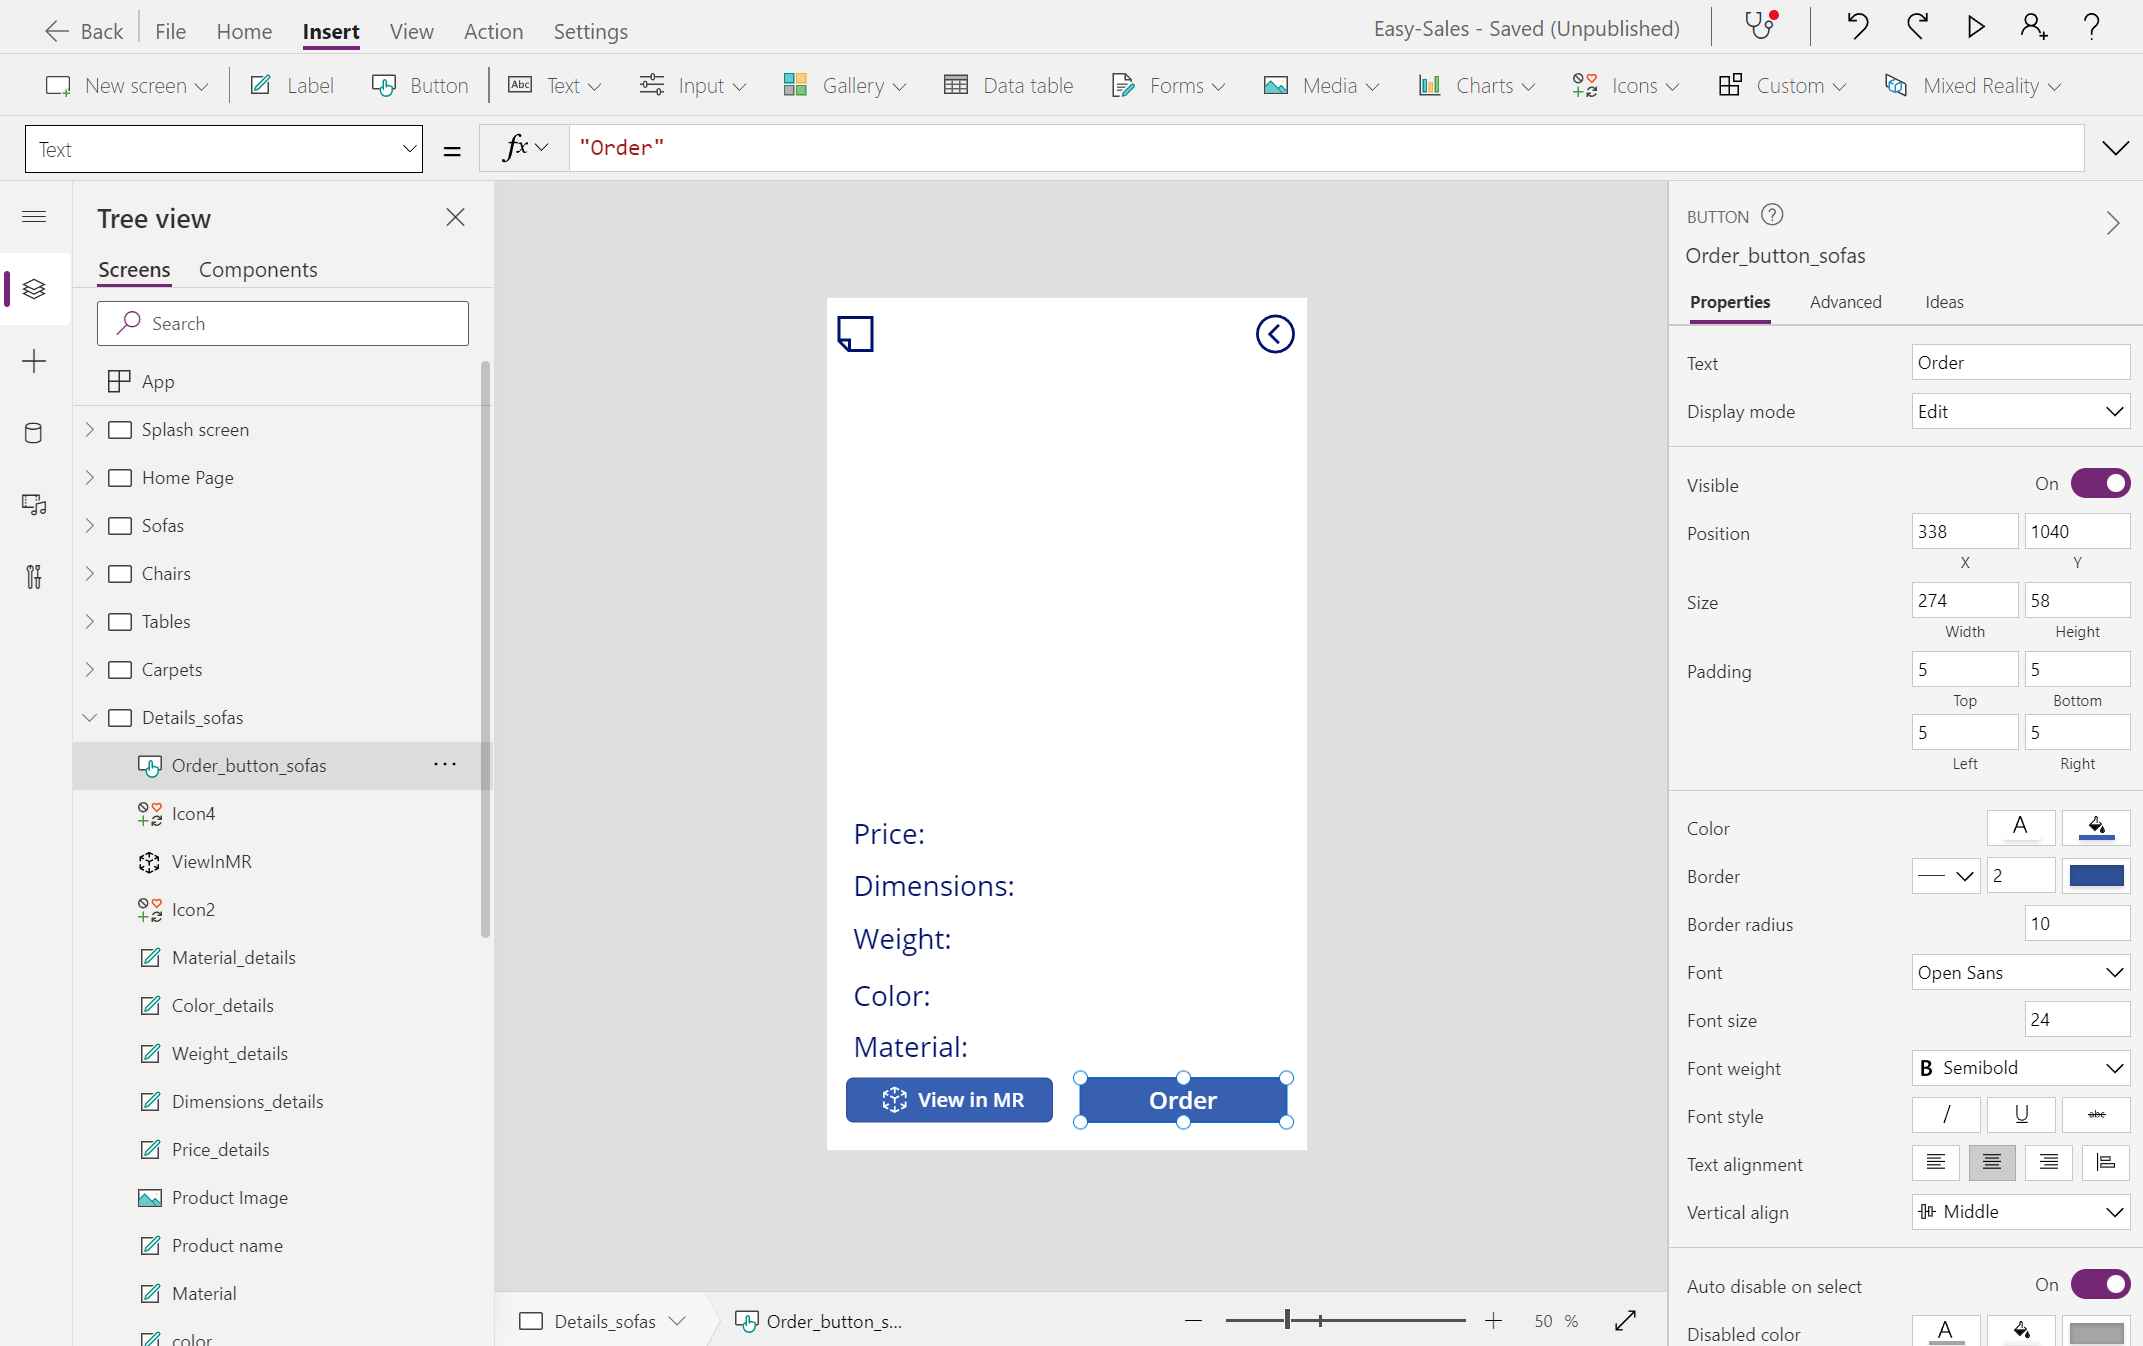 Back File Home Insert View Action Settings Easy-Sales - Saved (Unpublished)
New screen Label Button Abc Text Input Gallery Data table Forms Media Charts Icons Custom Mixed Reality
Text = fx "Order"
Tree view
Screens Components
Search
App
Splash screen
Home Page
Sofas
Chairs
Tables
Carpets
Details_sofas
Order_button_sofas
Icon4
ViewInMR
Icon2
Material_details
Color_details
Weight_details
Dimensions_details
Price_details
Product Image
Product name
Material
color
Price:
Dimensions:
Weight:
Color:
Material:
View in MR Order
Details_sofas Order_button_s... 50 %
BUTTON ?
Order_button_sofas
Properties Advanced Ideas
Text Order
Display mode Edit
Visible On
Position 338 1040
X Y
Size 274 58
Width Height
Padding 5 5
Top Bottom
5 5
Left Right
Color A
Border 2
Border radius 10
Font Open Sans
Font size 24
Font weight B Semibold
Font style / U abc
Text alignment
Vertical align Middle
Auto disable on select On
Disabled color A